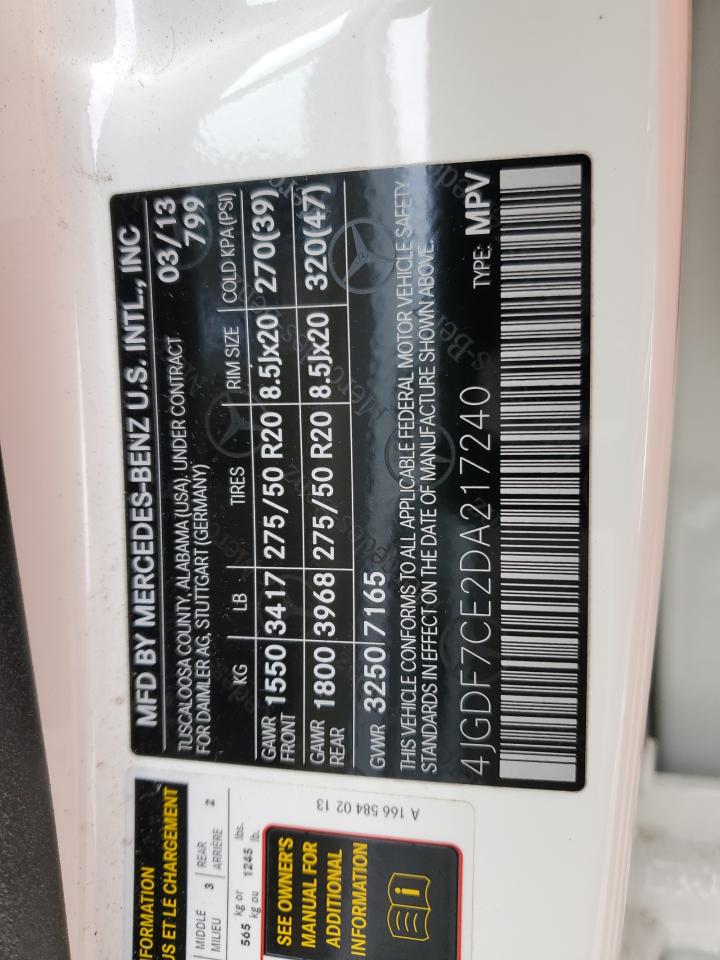 MFD BY MERCEDES-BENZ U.S. INTL., INC
TUSCALOOSA COUNTY, ALABAMA (USA). UNDER CONTRACT 03/13
FOR DAIMLER AG, STUTTGART (GERMANY) 799
KG LB TIRES RIM SIZE COLD KPA(PSI)
GAWR FRONT 1550 3417 275/50 R20 8.5Jx20 270(39)
GAWR REAR 1800 3968 275/50 R20 8.5Jx20 320(47)
GVWR 3250 7165
THIS VEHICLE CONFORMS TO ALL APPLICABLE FEDERAL MOTOR VEHICLE SAFETY
STANDARDS IN EFFECT ON THE DATE OF MANUFACTURE SHOWN ABOVE.
4JGDF7CE2DA217240 TYPE: MPV
FORMATION
US ET LE CHARGEMENT
MIDDLE MILIEU 3 REAR ARRIÈRE 2
565 kg or kg ou 1245 lbs. lb.
SEE OWNER'S
MANUAL FOR
ADDITIONAL
INFORMATION
A 166 584 02 13